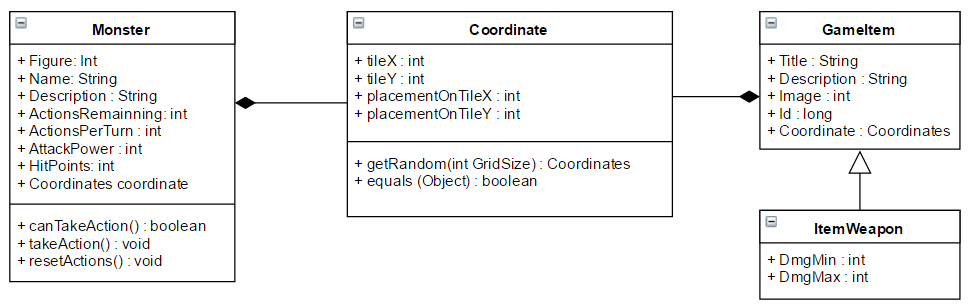 Monster
+ Figure: Int
+ Name: String
+ Description : String
+ ActionsRemainning: int
+ ActionsPerTurn : int
+ AttackPower : int
+ HitPoints: int
+ Coordinates coordinate
+ canTakeAction() : boolean
+ takeAction() : void
+ resetActions() : void
Coordinate
+ tileX : int
+ tileY : int
+ placementOnTileX : int
+ placementOnTileY : int
+ getRandom(int GridSize) : Coordinates
+ equals (Object) : boolean
GameItem
+ Title : String
+ Description : String
+ Image : int
+ Id : long
+ Coordinate : Coordinates
ItemWeapon
+ DmgMin : int
+ DmgMax : int